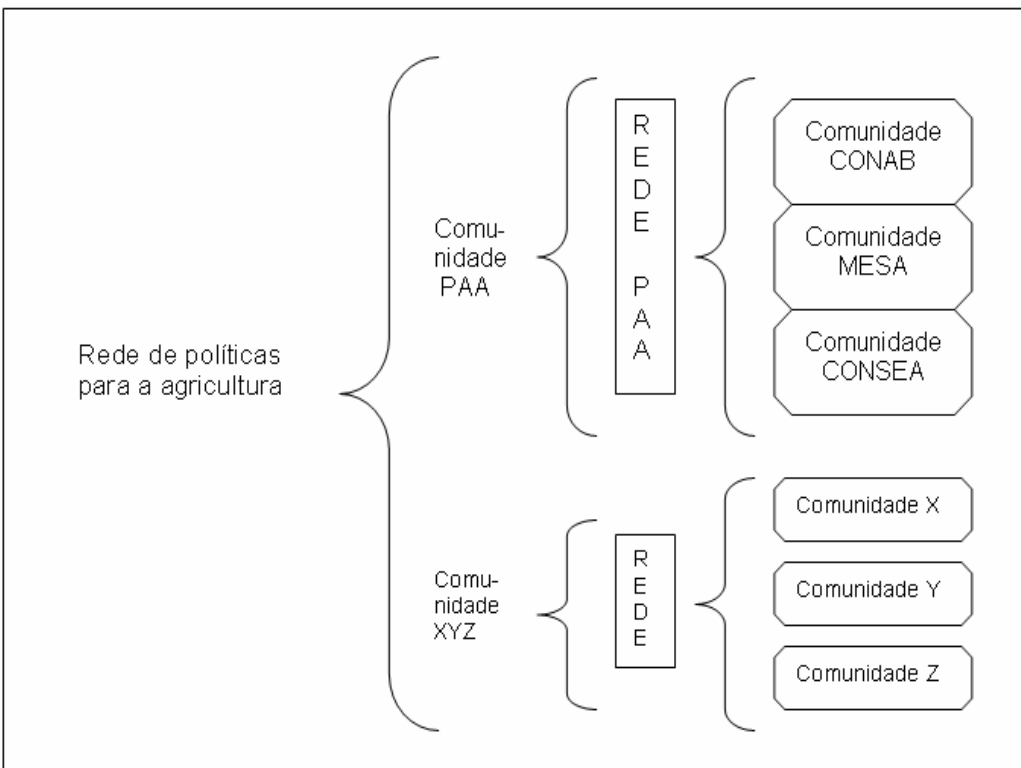 Rede de políticas
para a agricultura
Comu-
nidade
PAA
R
E
D
E
P
A
A
Comunidade
CONAB
Comunidade
MESA
Comunidade
CONSEA
Comu-
nidade
XYZ
R
E
D
E
Comunidade X
Comunidade Y
Comunidade Z